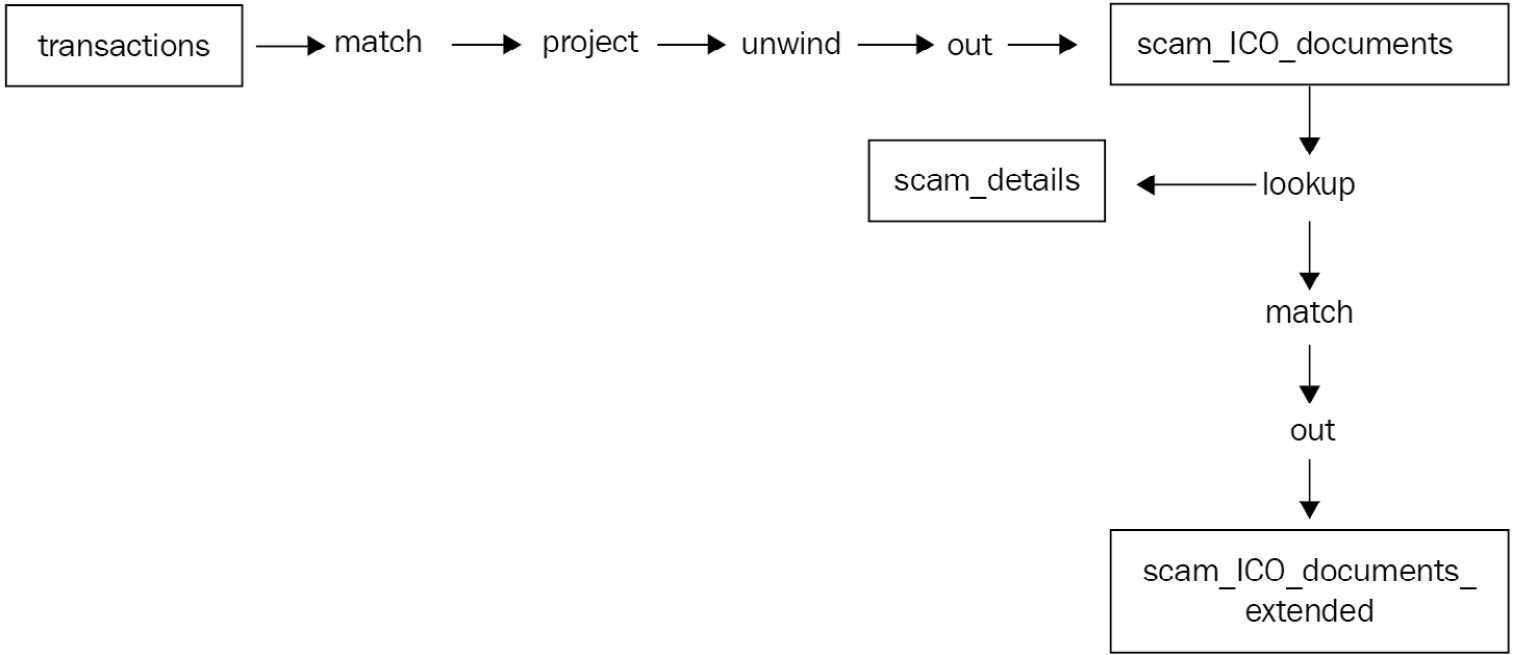 transactions
match
project
unwind
out
scam_ICO_documents
scam_details
lookup
match
out
scam_ICO_documents_
extended